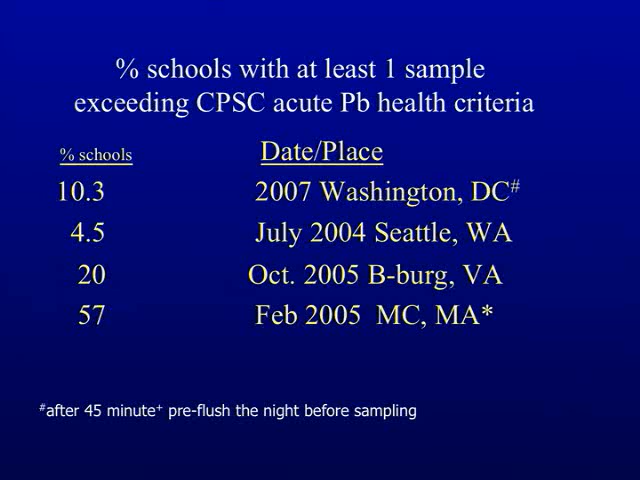 % schools with at least 1 sample
exceeding CPSC acute Pb health criteria
% schools Date/Place
10.3 2007 Washington, DC#
4.5 July 2004 Seattle, WA
20 Oct. 2005 B-burg, VA
57 Feb 2005 MC, MA*
#after 45 minute+ pre-flush the night before sampling